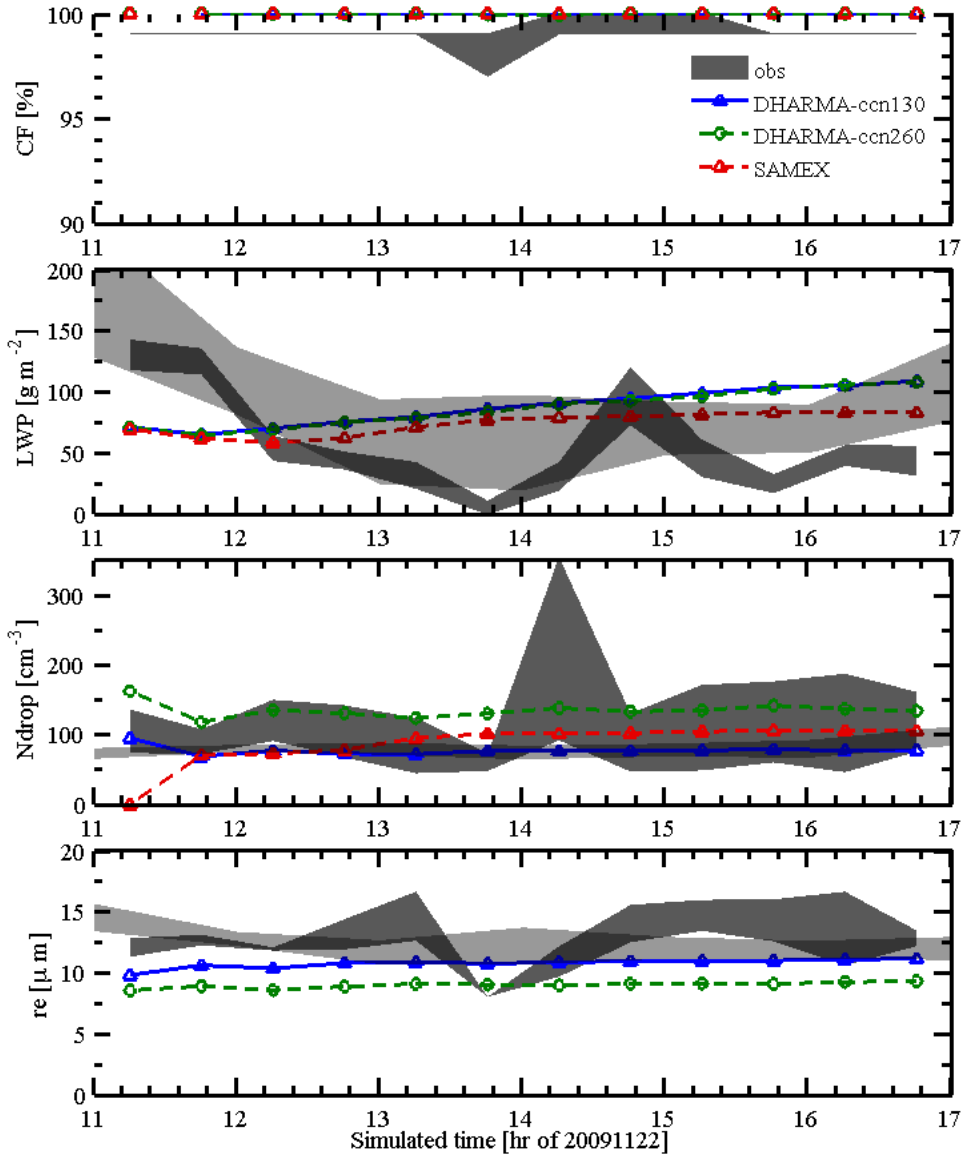 100
95
90
CF [%]
obs
DHARMA-ccn130
DHARMA-ccn260
SAMEX
11 12 13 14 15 16 17
200
150
100
50
0
LWP [g m-2]
11 12 13 14 15 16 17
300
200
100
0
Ndrop [cm-3]
11 12 13 14 15 16 17
20
15
10
5
0
re [μ m]
11 12 13 14 15 16 17
Simulated time [hr of 20091122]